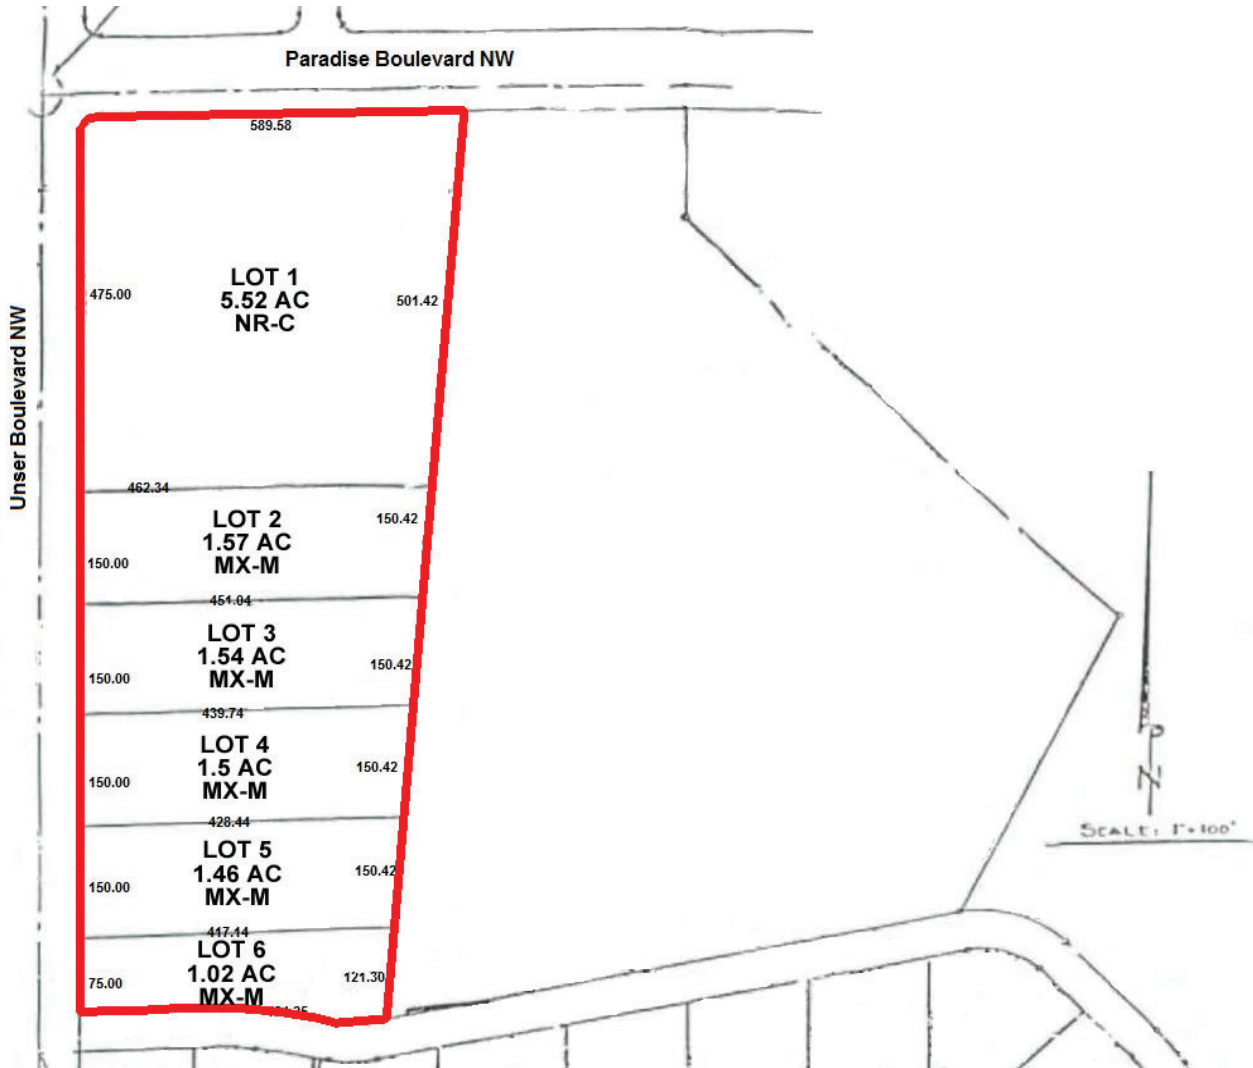 Paradise Boulevard NW
589.58
LOT 1
5.52 AC
NR-C
475.00
501.42
Unser Boulevard NW
462.34
LOT 2
1.57 AC
MX-M
150.42
150.00
451.04
LOT 3
1.54 AC
MX-M
150.42
150.00
439.74
LOT 4
1.5 AC
MX-M
150.42
150.00
428.44
LOT 5
1.46 AC
MX-M
150.42
150.00
417.14
LOT 6
1.02 AC
MX-M
121.30
75.00
N
SCALE: 1"=100'